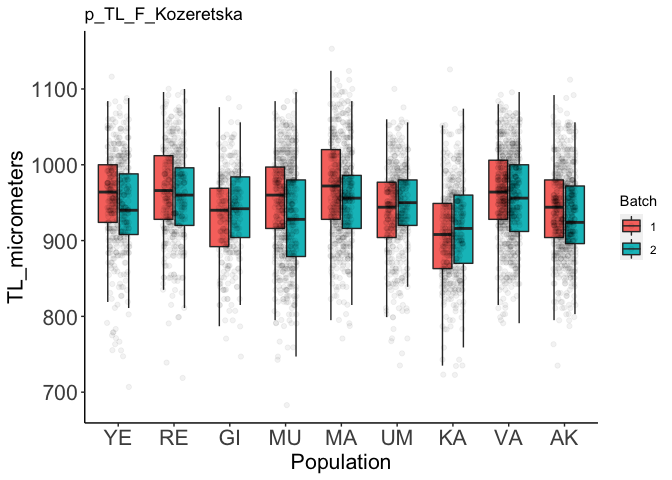 p_TL_F_Kozeretska
TL_micrometers
1100
1000
900
800
700
YE RE GI MU MA UM KA VA AK
Population
Batch
1
2